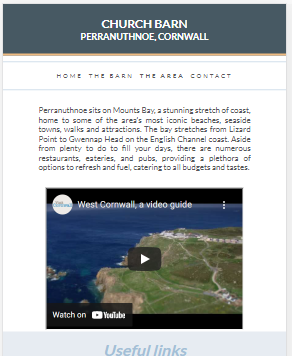 CHURCH BARN
PERRANUTHNOE, CORNWALL
HOME THE BARN THE AREA CONTACT
Perranuthnoe sits on Mounts Bay, a stunning stretch of coast,
home to some of the area's most iconic beaches, seaside
towns, walks and attractions. The bay stretches from Lizard
Point to Gwennap Head on the English Channel coast. Aside
from plenty to do to fill your days, there are numerous
restaurants, eateries, and pubs, providing a plethora of
options to refresh and fuel, catering to all budgets and tastes.
West Cornwall, a video guide
Watch on YouTube
Useful links